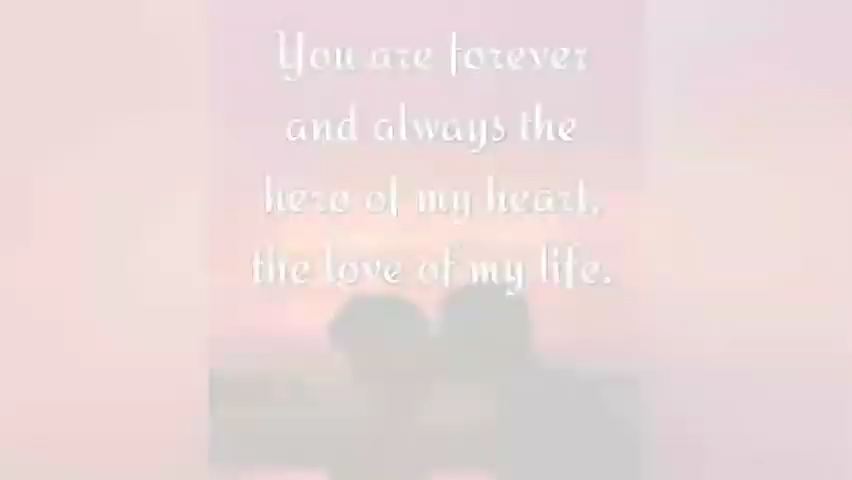 You are forever
and always the
hero of my heart,
the love of my life.